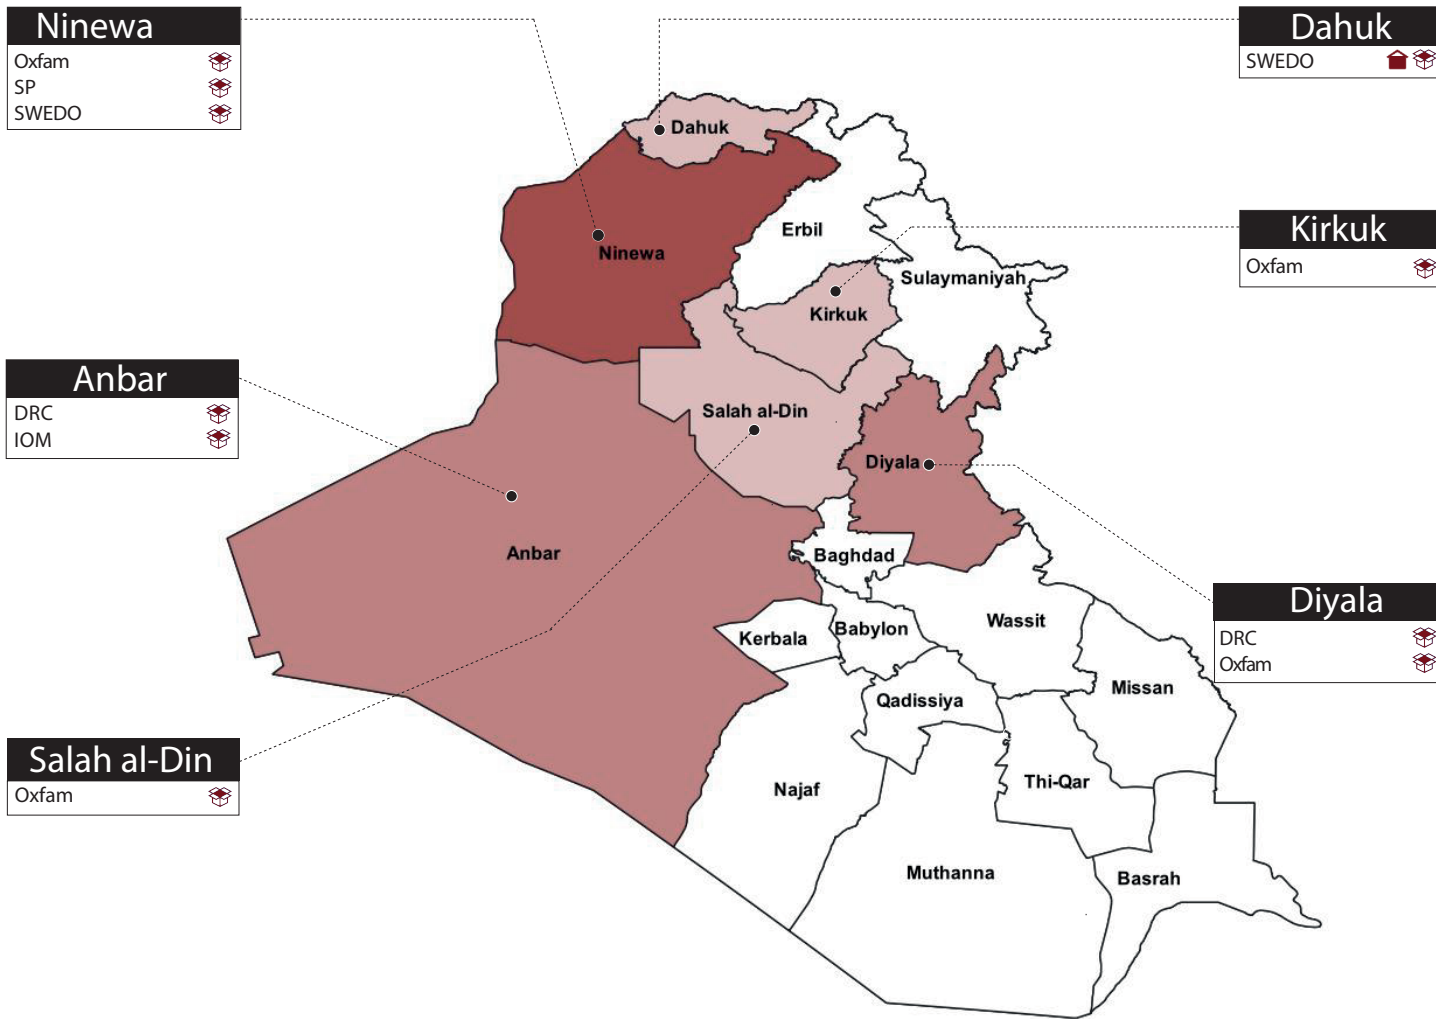 Ninewa
Oxfam
SP
SWEDO
Dahuk
SWEDO
Kirkuk
Oxfam
Anbar
DRC
IOM
Diyala
DRC
Oxfam
Salah al-Din
Oxfam
Dahuk
Ninewa
Erbil
Sulaymaniyah
Kirkuk
Salah al-Din
Diyala
Anbar
Baghdad
Wassit
Kerbala
Babylon
Missan
Qadissiya
Thi-Qar
Najaf
Muthanna
Basrah